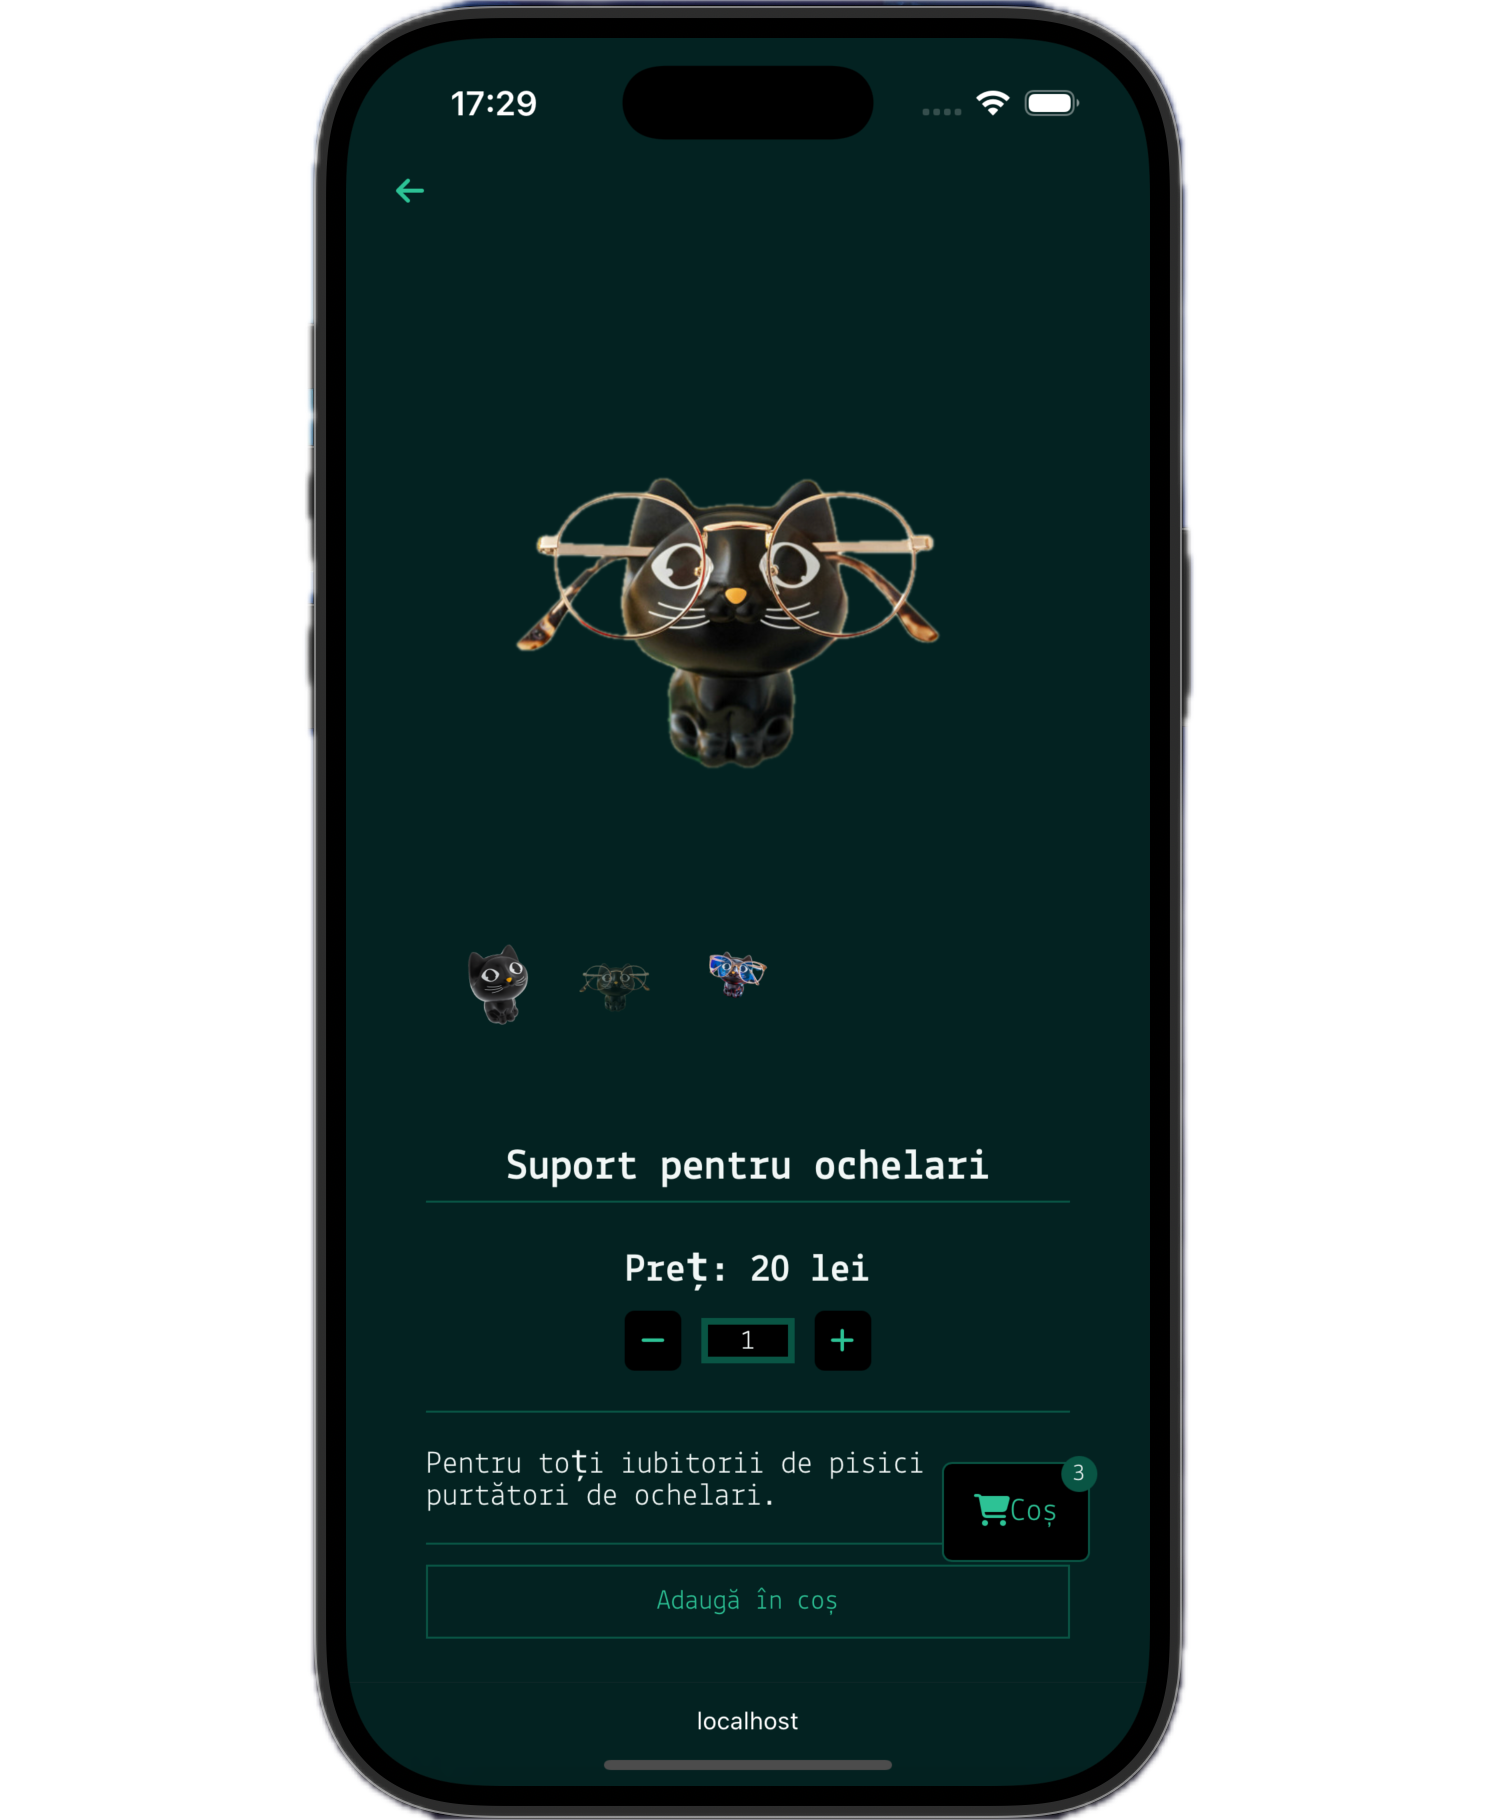 17:29
Suport pentru ochelari
Preț: 20 lei
1
Pentru toți iubitorii de pisici
purtători de ochelari.
3
Coș
Adaugă în coș
localhost